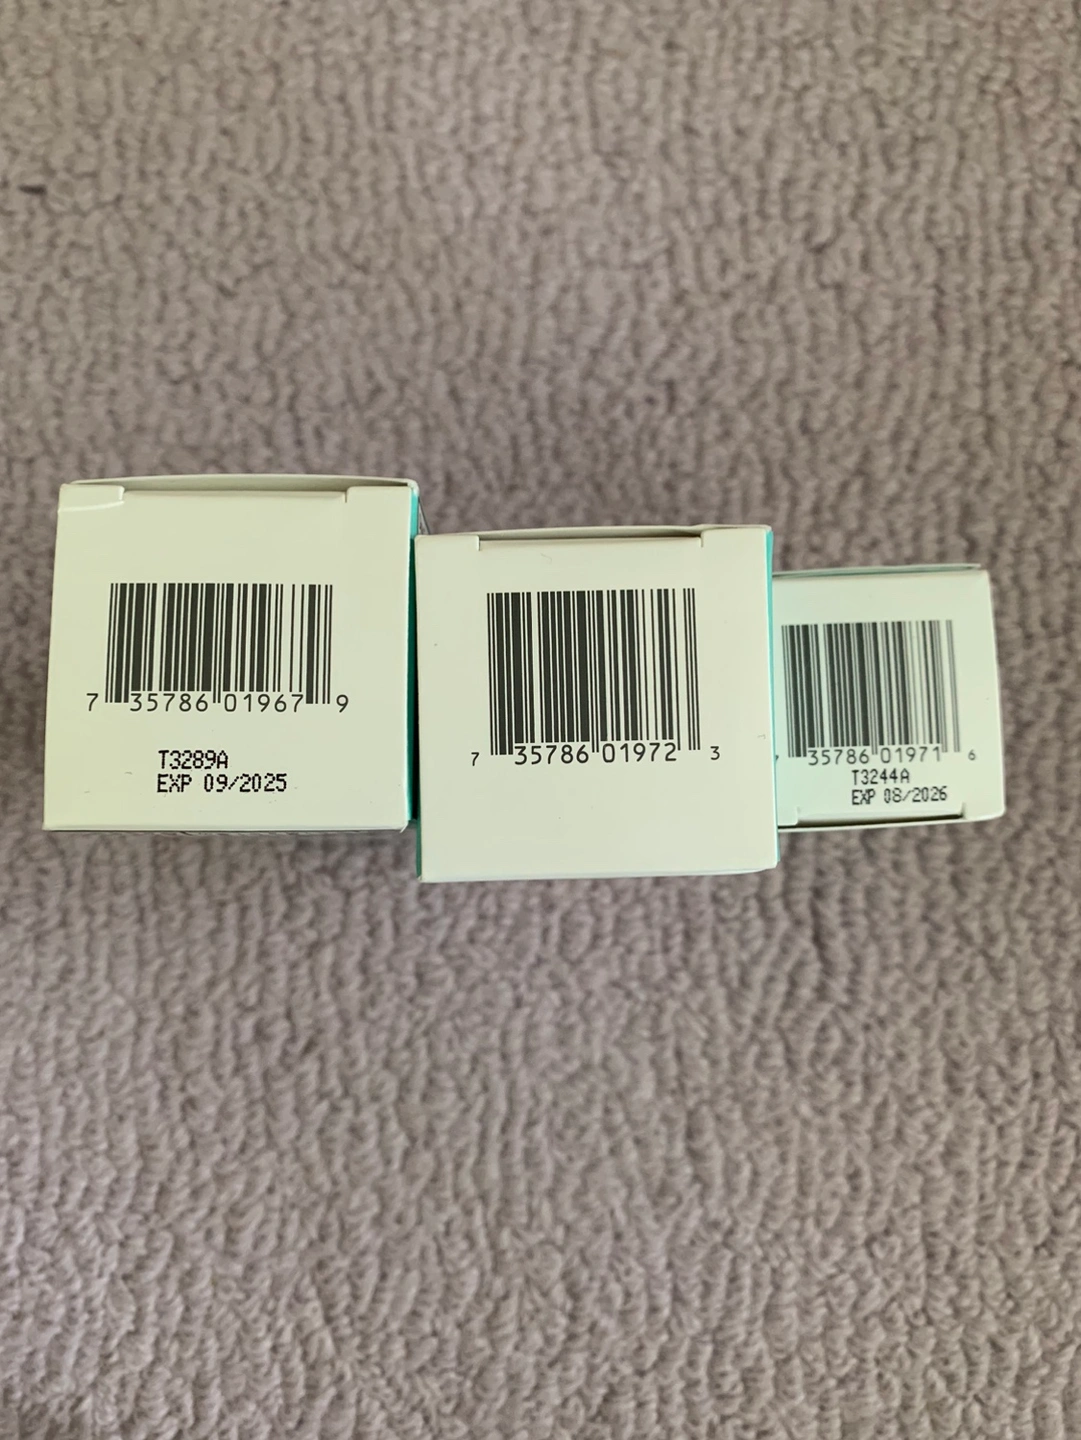 7 35786 01967 9
T3289A
EXP 09/2025
7 35786 01972 3
35786 01971 6
T3244A
EXP 08/2026